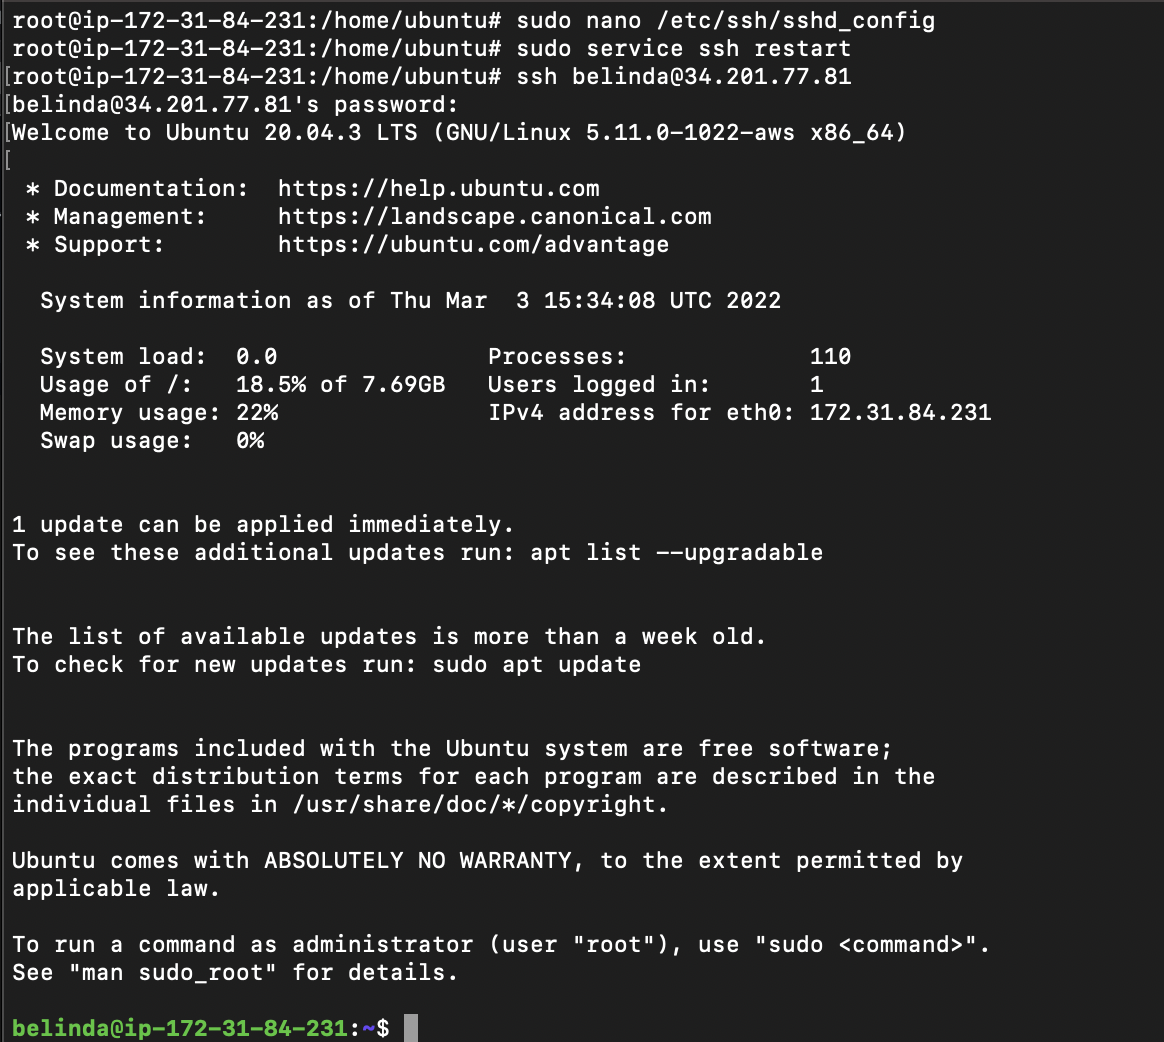 root@ip-172-31-84-231:/home/ubuntu# sudo nano /etc/ssh/sshd_config
root@ip-172-31-84-231:/home/ubuntu# sudo service ssh restart
[root@ip-172-31-84-231:/home/ubuntu# ssh belinda@34.201.77.81
[belinda@34.201.77.81's password:
[Welcome to Ubuntu 20.04.3 LTS (GNU/Linux 5.11.0-1022-aws x86_64)
[
* Documentation:  https://help.ubuntu.com
* Management:     https://landscape.canonical.com
* Support:        https://ubuntu.com/advantage
System information as of Thu Mar  3 15:34:08 UTC 2022
System load:  0.0               Processes:             110
Usage of /:   18.5% of 7.69GB   Users logged in:       1
Memory usage: 22%               IPv4 address for eth0: 172.31.84.231
Swap usage:   0%
1 update can be applied immediately.
To see these additional updates run: apt list --upgradable
The list of available updates is more than a week old.
To check for new updates run: sudo apt update
The programs included with the Ubuntu system are free software;
the exact distribution terms for each program are described in the
individual files in /usr/share/doc/*/copyright.
Ubuntu comes with ABSOLUTELY NO WARRANTY, to the extent permitted by
applicable law.
To run a command as administrator (user "root"), use "sudo <command>".
See "man sudo_root" for details.
belinda@ip-172-31-84-231:~$